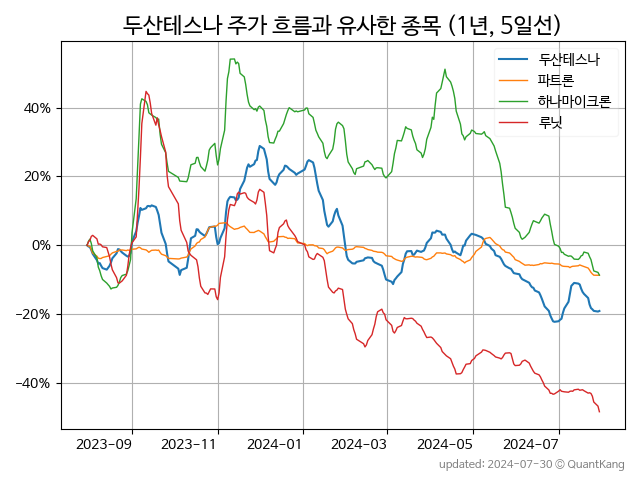 두산테스나 주가 흐름과 유사한 종목 (1년, 5일선)
두산테스나
파트론
하나마이크론
루닛
40%
20%
0%
−20%
−40%
2023-09
2023-11
2024-01
2024-03
2024-05
2024-07
updated: 2024-07-30 © QuantKang